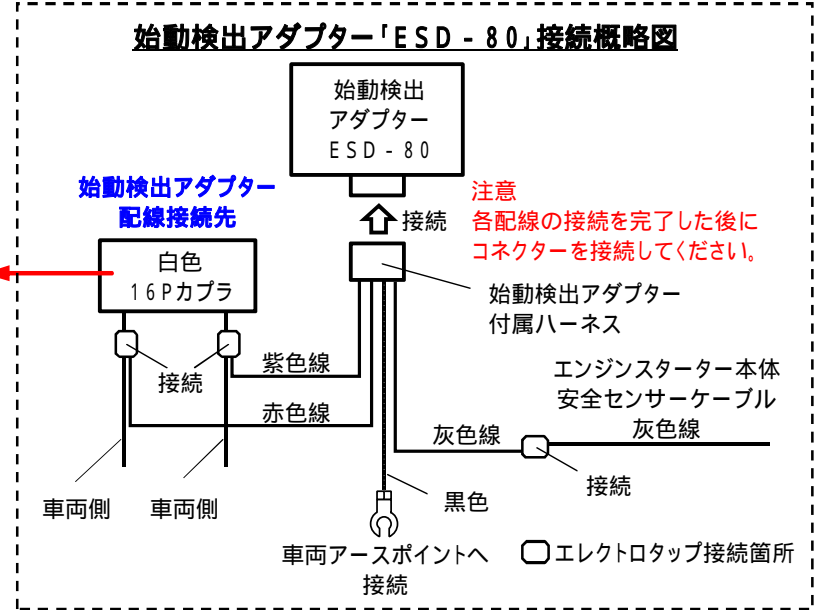 始動検出アダプター「ESD-80」接続概略図
始動検出
アダプター
ESD-80
始動検出アダプター
配線接続先
接続
注意
各配線の接続を完了した後に
コネクターを接続してください。
白色
16Pカプラ
始動検出アダプター
付属ハーネス
接続
紫色線
赤色線
エンジンスターター本体
安全センサーケーブル
灰色線
灰色線
接続
車両側
車両側
黒色
車両アースポイントへ
接続
エレクトロタップ接続箇所